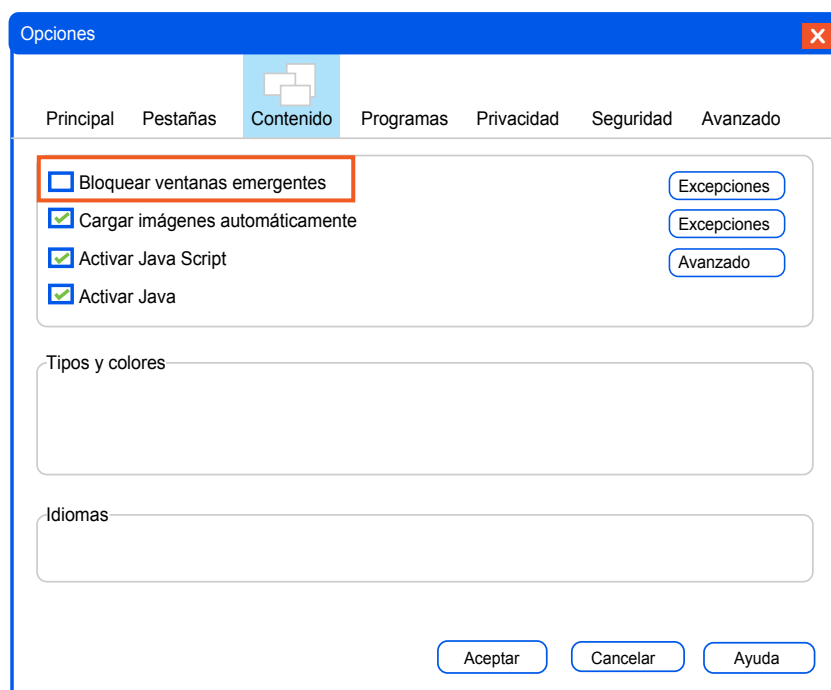 Opciones
Principal Pestañas Contenido Programas Privacidad Seguridad Avanzado
Bloquear ventanas emergentes Excepciones
Cargar imágenes automáticamente Excepciones
Activar Java Script Avanzado
Activar Java
Tipos y colores
Idiomas
Aceptar Cancelar Ayuda